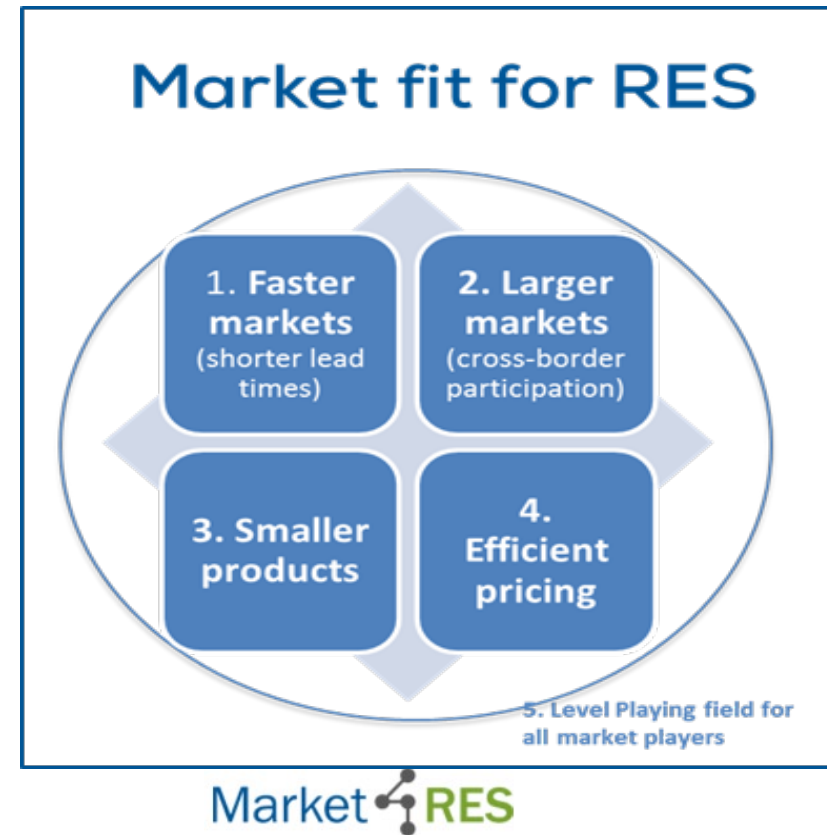 Market fit for RES
1. Faster
markets
(shorter lead
times)
2. Larger
markets
(cross-border
participation)
3. Smaller
products
4.
Efficient
pricing
5. Level Playing field for
all market players
Market4RES